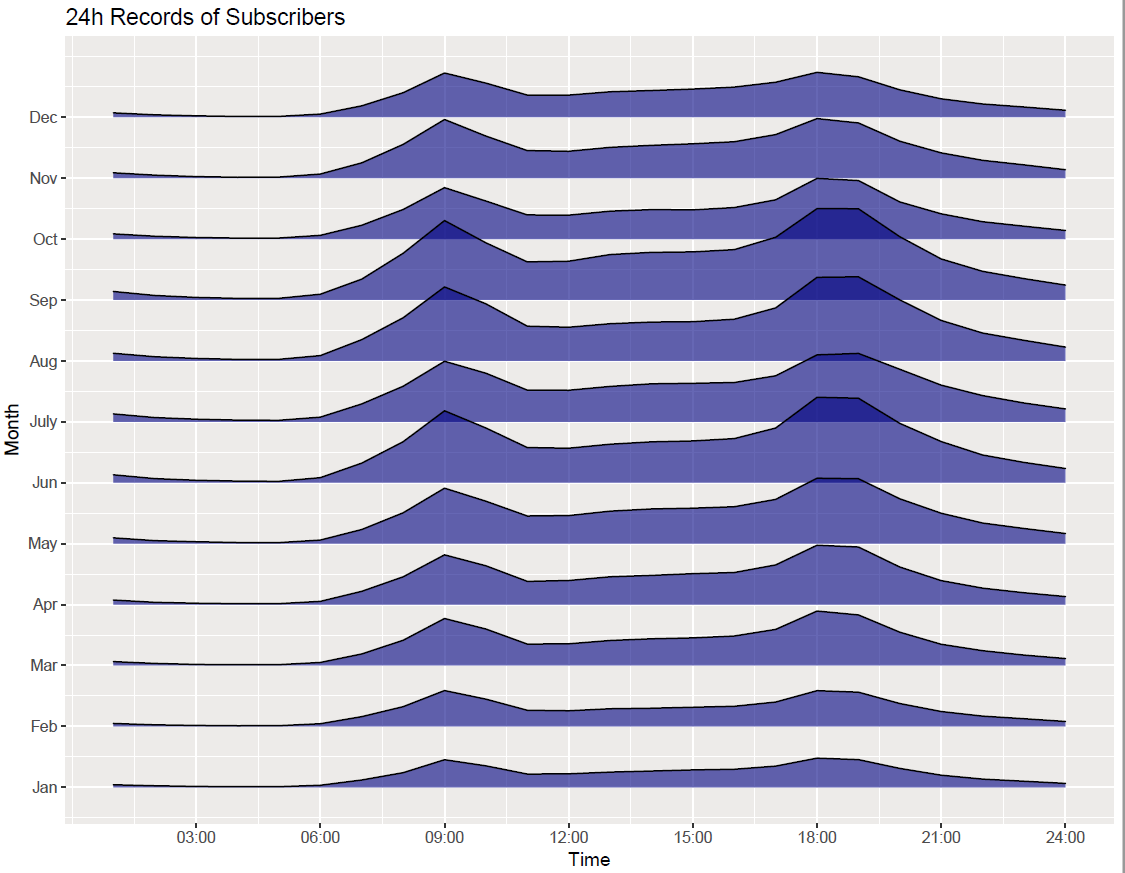 24h Records of Subscribers
Month
Dec
Nov
Oct
Sep
Aug
July
Jun
May
Apr
Mar
Feb
Jan
03:00 06:00 09:00 12:00 15:00 18:00 21:00 24:00
Time